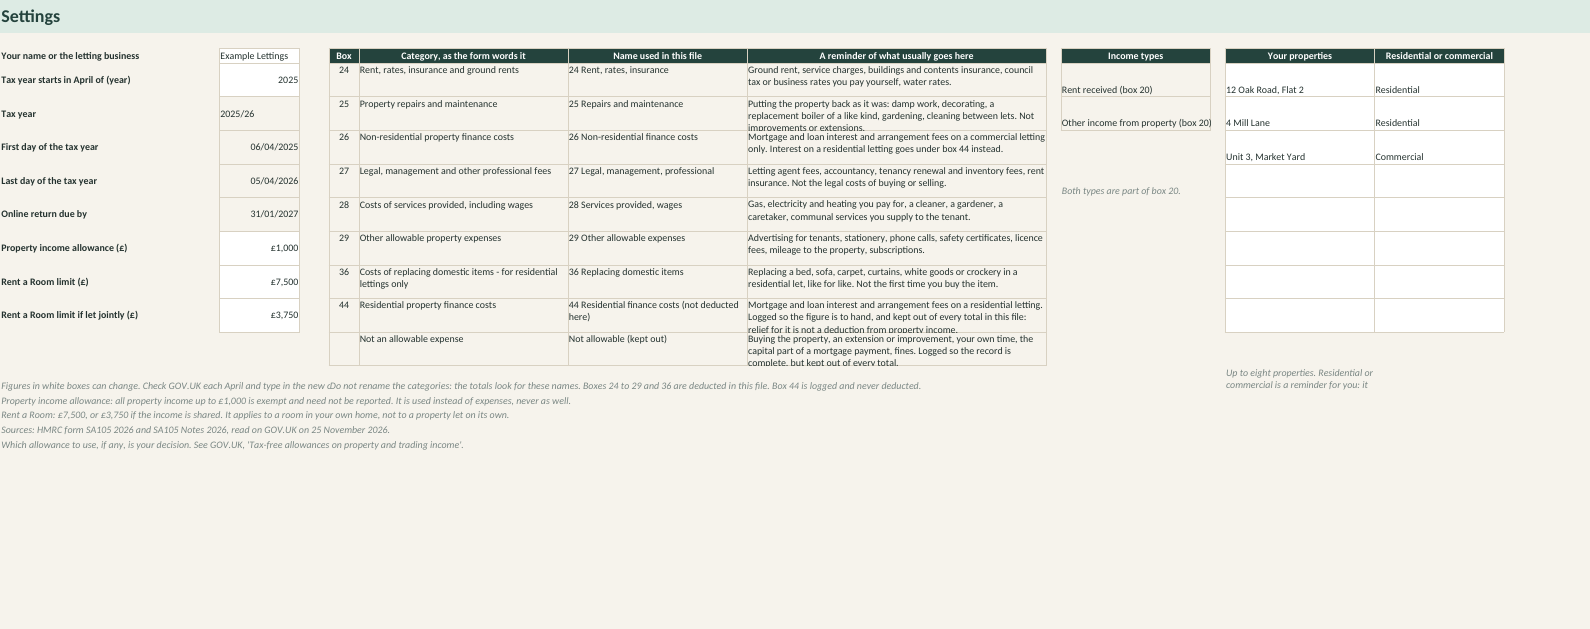 Settings
Your name or the letting business
Example Lettings
Tax year starts in April of (year)
2025
Tax year
2025/26
First day of the tax year
06/04/2025
Last day of the tax year
05/04/2026
Online return due by
31/01/2027
Property income allowance (£)
£1,000
Rent a Room limit (£)
£7,500
Rent a Room limit if let jointly (£)
£3,750
Box
Category, as the form words it
Name used in this file
A reminder of what usually goes here
24
Rent, rates, insurance and ground rents
24 Rent, rates, insurance
Ground rent, service charges, buildings and contents insurance, council
tax or business rates you pay yourself, water rates.
25
Property repairs and maintenance
25 Repairs and maintenance
Putting the property back as it was: damp work, decorating, a
replacement boiler of a like kind, gardening, cleaning between lets. Not
improvements or extensions.
26
Non-residential property finance costs
26 Non-residential finance costs
Mortgage and loan interest and arrangement fees on a commercial letting
only. Interest on a residential letting goes under box 44 instead.
27
Legal, management and other professional fees
27 Legal, management, professional
Letting agent fees, accountancy, tenancy renewal and inventory fees, rent
insurance. Not the legal costs of buying or selling.
28
Costs of services provided, including wages
28 Services provided, wages
Gas, electricity and heating you pay for, a cleaner, a gardener, a
caretaker, communal services you supply to the tenant.
29
Other allowable property expenses
29 Other allowable expenses
Advertising for tenants, stationery, phone calls, safety certificates, licence
fees, mileage to the property, subscriptions.
36
Costs of replacing domestic items - for residential
lettings only
36 Replacing domestic items
Replacing a bed, sofa, carpet, curtains, white goods or crockery in a
residential let, like for like. Not the first time you buy the item.
44
Residential property finance costs
44 Residential finance costs (not deducted
here)
Mortgage and loan interest and arrangement fees on a residential letting.
Logged so the figure is to hand, and kept out of every total in this file:
relief for it is not a deduction from property income.
Not an allowable expense
Not allowable (kept out)
Buying the property, an extension or improvement, your own time, the
capital part of a mortgage payment, fines. Logged so the record is
complete, but kept out of every total.
Income types
Rent received (box 20)
Other income from property (box 20)
Both types are part of box 20.
Your properties
Residential or commercial
12 Oak Road, Flat 2
Residential
4 Mill Lane
Residential
Unit 3, Market Yard
Commercial
Up to eight properties. Residential or
commercial is a reminder for you: it
Figures in white boxes can change. Check GOV.UK each April and type in the new
Do not rename the categories: the totals look for these names. Boxes 24 to 29 and 36 are deducted in this file. Box 44 is logged and never deducted.
Property income allowance: all property income up to £1,000 is exempt and need not be reported. It is used instead of expenses, never as well.
Rent a Room: £7,500, or £3,750 if the income is shared. It applies to a room in your own home, not to a property let on its own.
Sources: HMRC form SA105 2026 and SA105 Notes 2026, read on GOV.UK on 25 November 2026.
Which allowance to use, if any, is your decision. See GOV.UK, 'Tax-free allowances on property and trading income'.